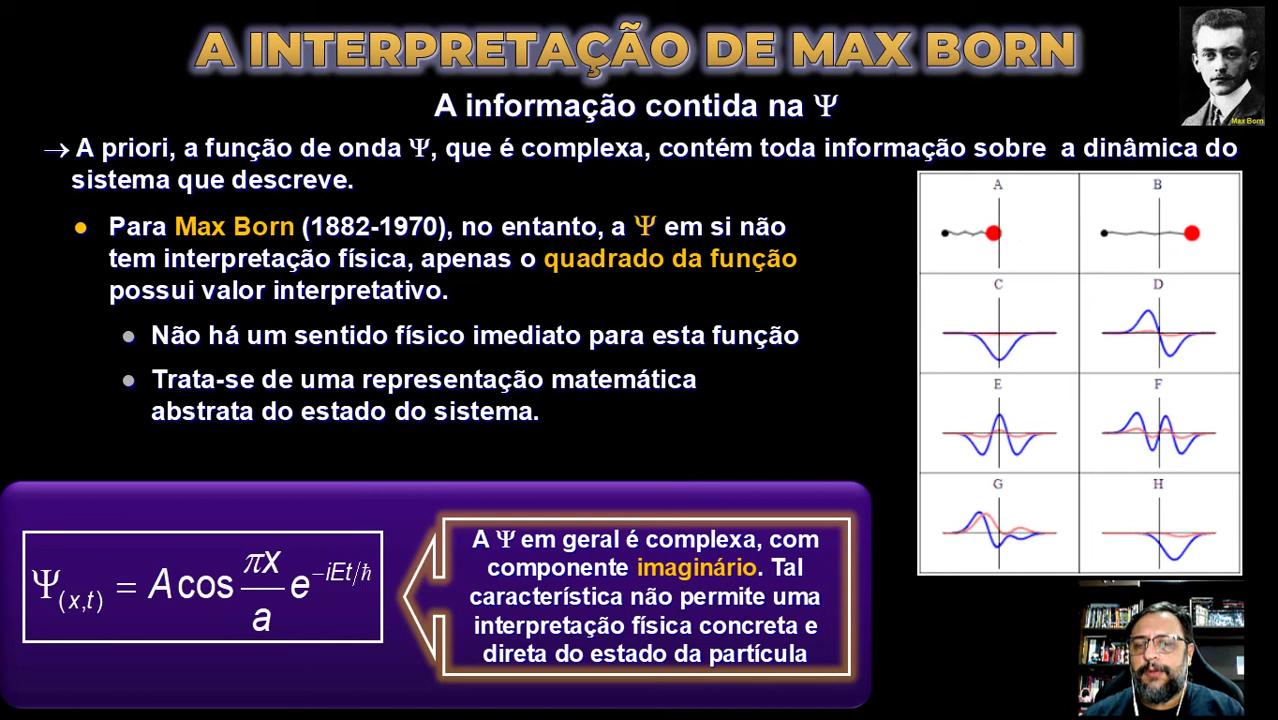 A INTERPRETAÇÃO DE MAX BORN
Max Born
A informação contida na Ψ
→ A priori, a função de onda Ψ, que é complexa, contém toda informação sobre a dinâmica do
sistema que descreve.
● Para Max Born (1882-1970), no entanto, a Ψ em si não
tem interpretação física, apenas o quadrado da função
possui valor interpretativo.
● Não há um sentido físico imediato para esta função
● Trata-se de uma representação matemática
abstrata do estado do sistema.
A B
C D
E F
G H
Ψ(x,t) = A cos πx/a e^(−iEt/ħ)
A Ψ em geral é complexa, com
componente imaginário. Tal
característica não permite uma
interpretação física concreta e
direta do estado da partícula